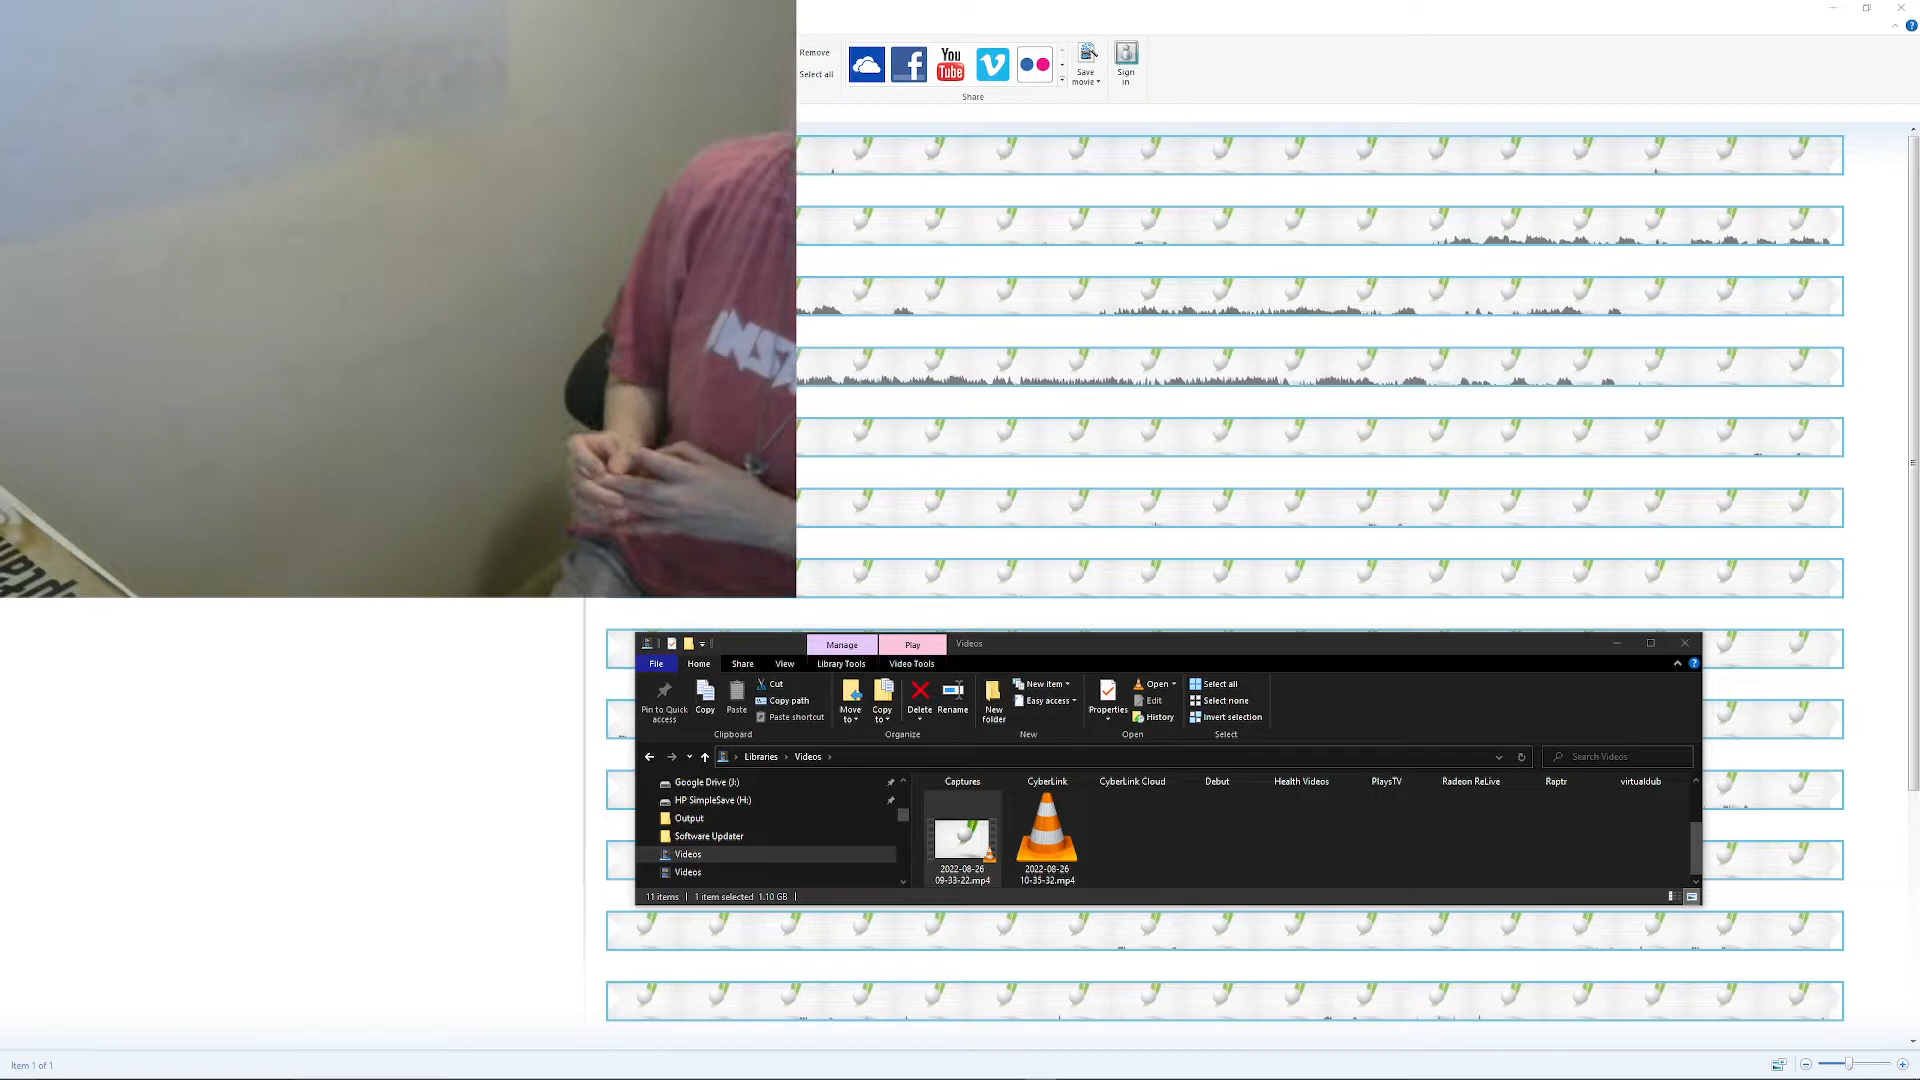 Remove
Select all
You
Tube
Save
movie
Sign
in
Share
Manage
Play
Videos
File
Home
Share
View
Library Tools
Video Tools
Pin to Quick
access
Copy
Paste
Cut
Copy path
Paste shortcut
Clipboard
Move
to
Copy
to
Delete
Rename
Organize
New
folder
New item
Easy access
New
Properties
Open
Edit
History
Open
Select all
Select none
Invert selection
Select
Libraries
Videos
Search Videos
Google Drive (J:)
HP SimpleSave (H:)
Output
Software Updater
Videos
Videos
Captures
CyberLink
CyberLink Cloud
Debut
Health Videos
PlaysTV
Radeon ReLive
Raptr
virtualdub
2022-08-26
09-33-22.mp4
2022-08-26
10-35-32.mp4
11 items
1 item selected 1.10 GB
Item 1 of 1